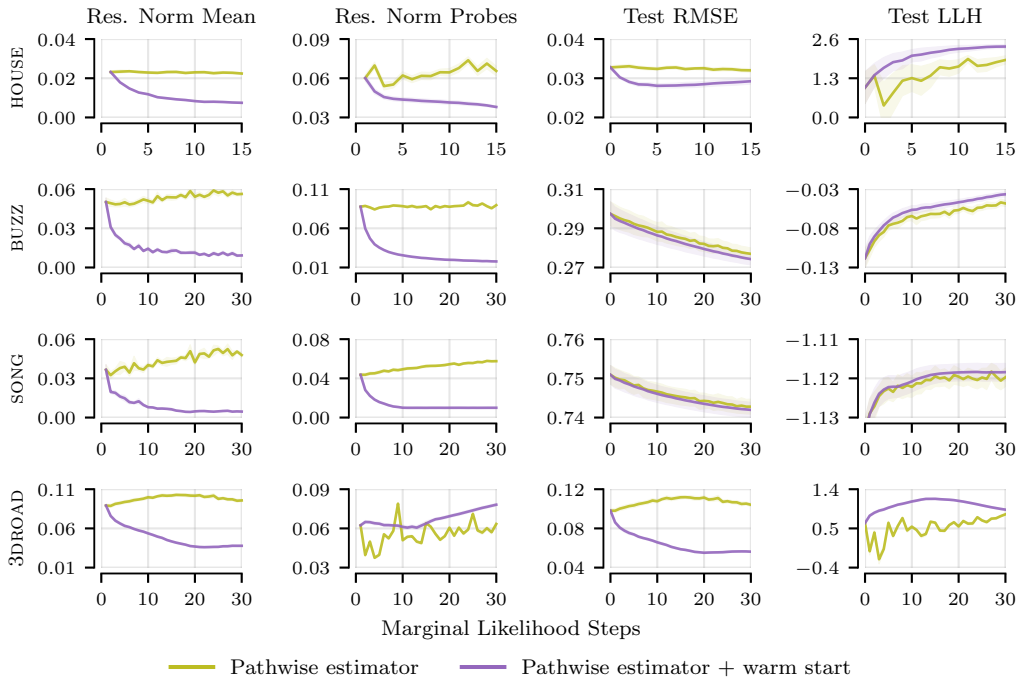 Res. Norm Mean Res. Norm Probes Test RMSE Test LLH
HOUSE
0.04 0.09 0.04 2.6
0.02 0.06 0.03 1.3
0.00 0.03 0.02 0.0
0 5 10 15 0 5 10 15 0 5 10 15 0 5 10 15
BUZZ
0.06 0.11 0.31 −0.03
0.03 0.06 0.29 −0.08
0.00 0.01 0.27 −0.13
0 10 20 30 0 10 20 30 0 10 20 30 0 10 20 30
SONG
0.06 0.08 0.76 −1.11
0.03 0.04 0.75 −1.12
0.00 0.00 0.74 −1.13
0 10 20 30 0 10 20 30 0 10 20 30 0 10 20 30
3DROAD
0.11 0.09 0.12 1.4
0.06 0.06 0.08 0.5
0.01 0.03 0.04 −0.4
0 10 20 30 0 10 20 30 0 10 20 30 0 10 20 30
Marginal Likelihood Steps
Pathwise estimator Pathwise estimator + warm start